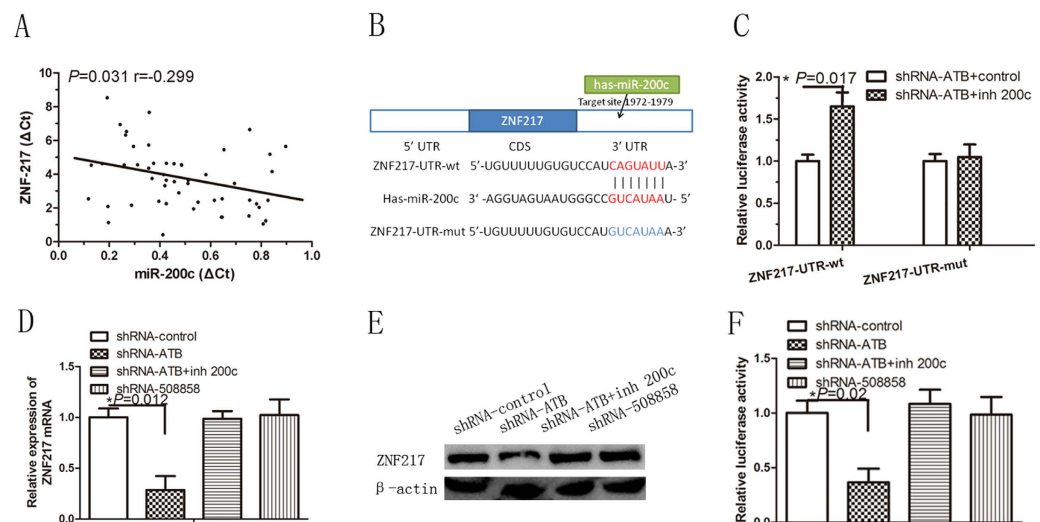 A
P=0.031 r=-0.299
10
8
6
4
2
0
ZNF-217 (ΔCt)
0.0 0.2 0.4 0.6 0.8 1.0
miR-200c (ΔCt)
B
has-miR-200c
Target site 1972-1979
ZNF217
5' UTR CDS 3' UTR
ZNF217-UTR-wt 5'-UGUUUUUGUGUCCAUCAGUAUUA-3'
Has-miR-200c 3'-AGGUAGUAAUGGGCCGUCAUAAU- 5'
ZNF217-UTR-mut 5'-UGUUUUUGUGUCCAUGUCAUAAA-3'
C
2.0
1.5
1.0
0.5
0.0
Relative luciferase activity
* P=0.017
shRNA-ATB+control
shRNA-ATB+inh 200c
ZNF217-UTR-wt
ZNF217-UTR-mut
D
shRNA-control
shRNA-ATB
shRNA-ATB+inh 200c
shRNA-508858
*P=0.012
1.5
1.0
0.5
0.0
Relative expression of
ZNF217 mRNA
E
shRNA-control
shRNA-ATB
shRNA-ATB+inh 200c
shRNA-508858
ZNF217
β-actin
F
shRNA-control
shRNA-ATB
shRNA-ATB+inh 200c
shRNA-508858
*P=0.02
1.5
1.0
0.5
0.0
Relative luciferase activity